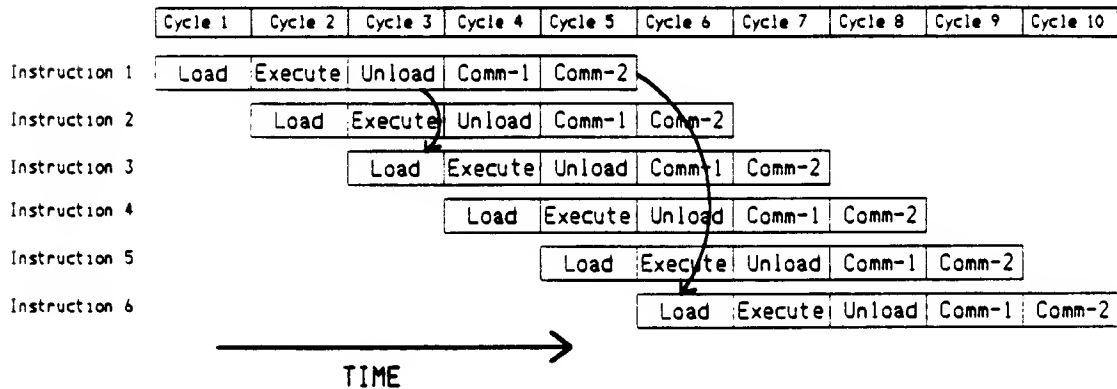 Cycle 1 Cycle 2 Cycle 3 Cycle 4 Cycle 5 Cycle 6 Cycle 7 Cycle 8 Cycle 9 Cycle 10
Instruction 1 Load Execute Unload Comm-1 Comm-2
Instruction 2 Load Execute Unload Comm-1 Comm-2
Instruction 3 Load Execute Unload Comm-1 Comm-2
Instruction 4 Load Execute Unload Comm-1 Comm-2
Instruction 5 Load Execute Unload Comm-1 Comm-2
Instruction 6 Load Execute Unload Comm-1 Comm-2
TIME